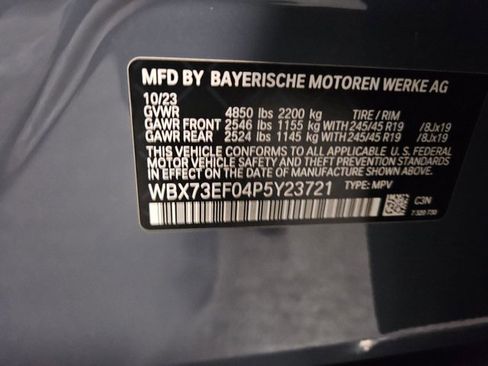 MFD BY BAYERISCHE MOTOREN WERKE AG
10/23
GVWR 4850 lbs 2200 kg TIRE / RIM
GAWR FRONT 2546 lbs 1155 kg WITH 245/45 R19 /8Jx19
GAWR REAR 2524 lbs 1145 kg WITH 245/45 R19 /8Jx19
THIS VEHICLE CONFORMS TO ALL APPLICABLE U.S. FEDERAL
MOTOR VEHICLE SAFETY AND THEFT PREVENTION STANDARDS
IN EFFECT ON THE DATE OF MANUFACTURE SHOWN ABOVE.
WBX73EF04P5Y23721 TYPE: MPV
C3N
7 320 730